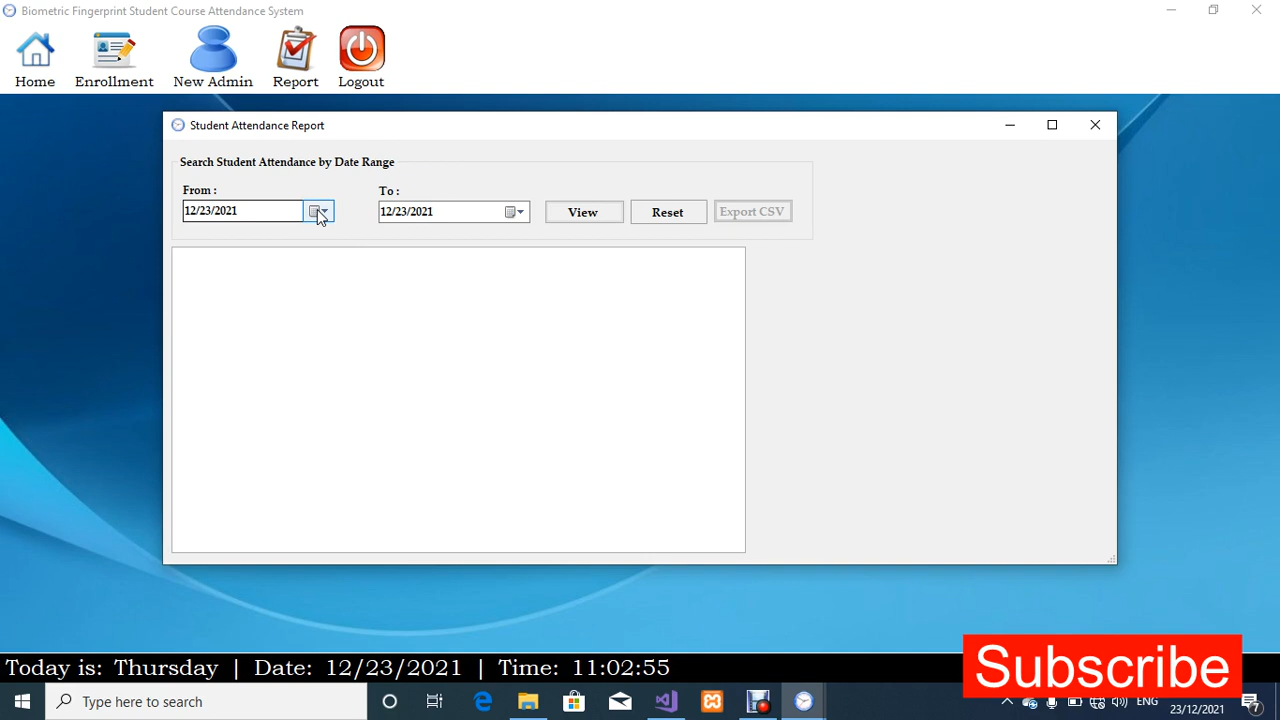 Biometric Fingerprint Student Course Attendance System
Home Enrollment New Admin Report Logout
Student Attendance Report
Search Student Attendance by Date Range
From : To :
12/23/2021 12/23/2021 View Reset Export CSV
Today is: Thursday | Date: 12/23/2021 | Time: 11:02:55
Subscribe
Type here to search
ENG
23/12/2021
7